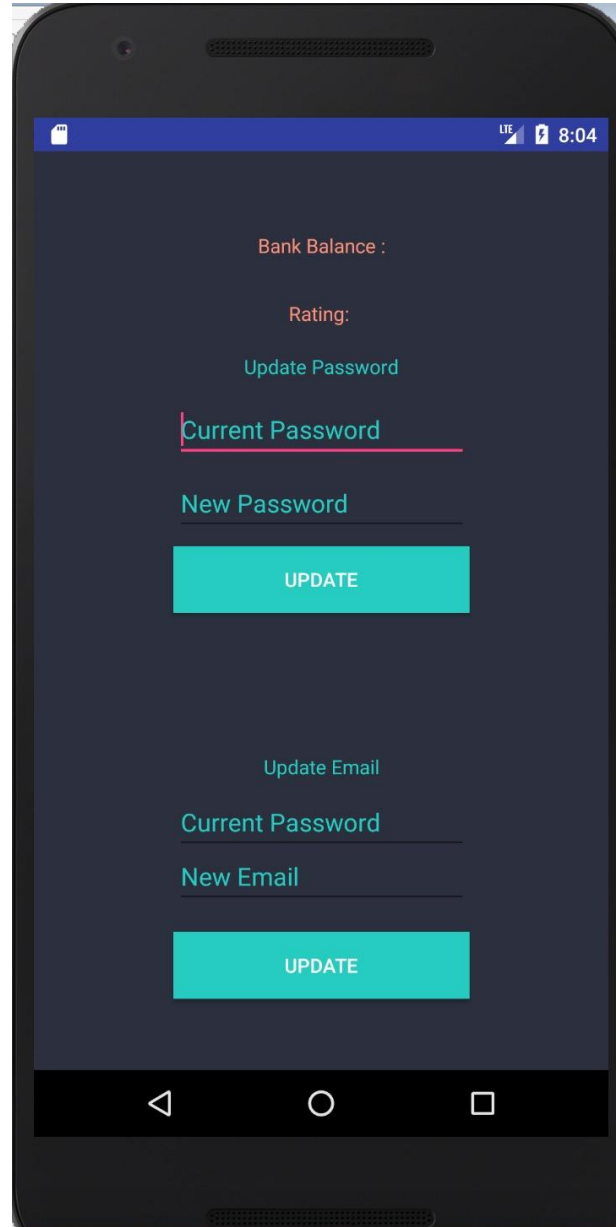 LTE 8:04
Bank Balance :
Rating:
Update Password
Current Password
New Password
UPDATE
Update Email
Current Password
New Email
UPDATE